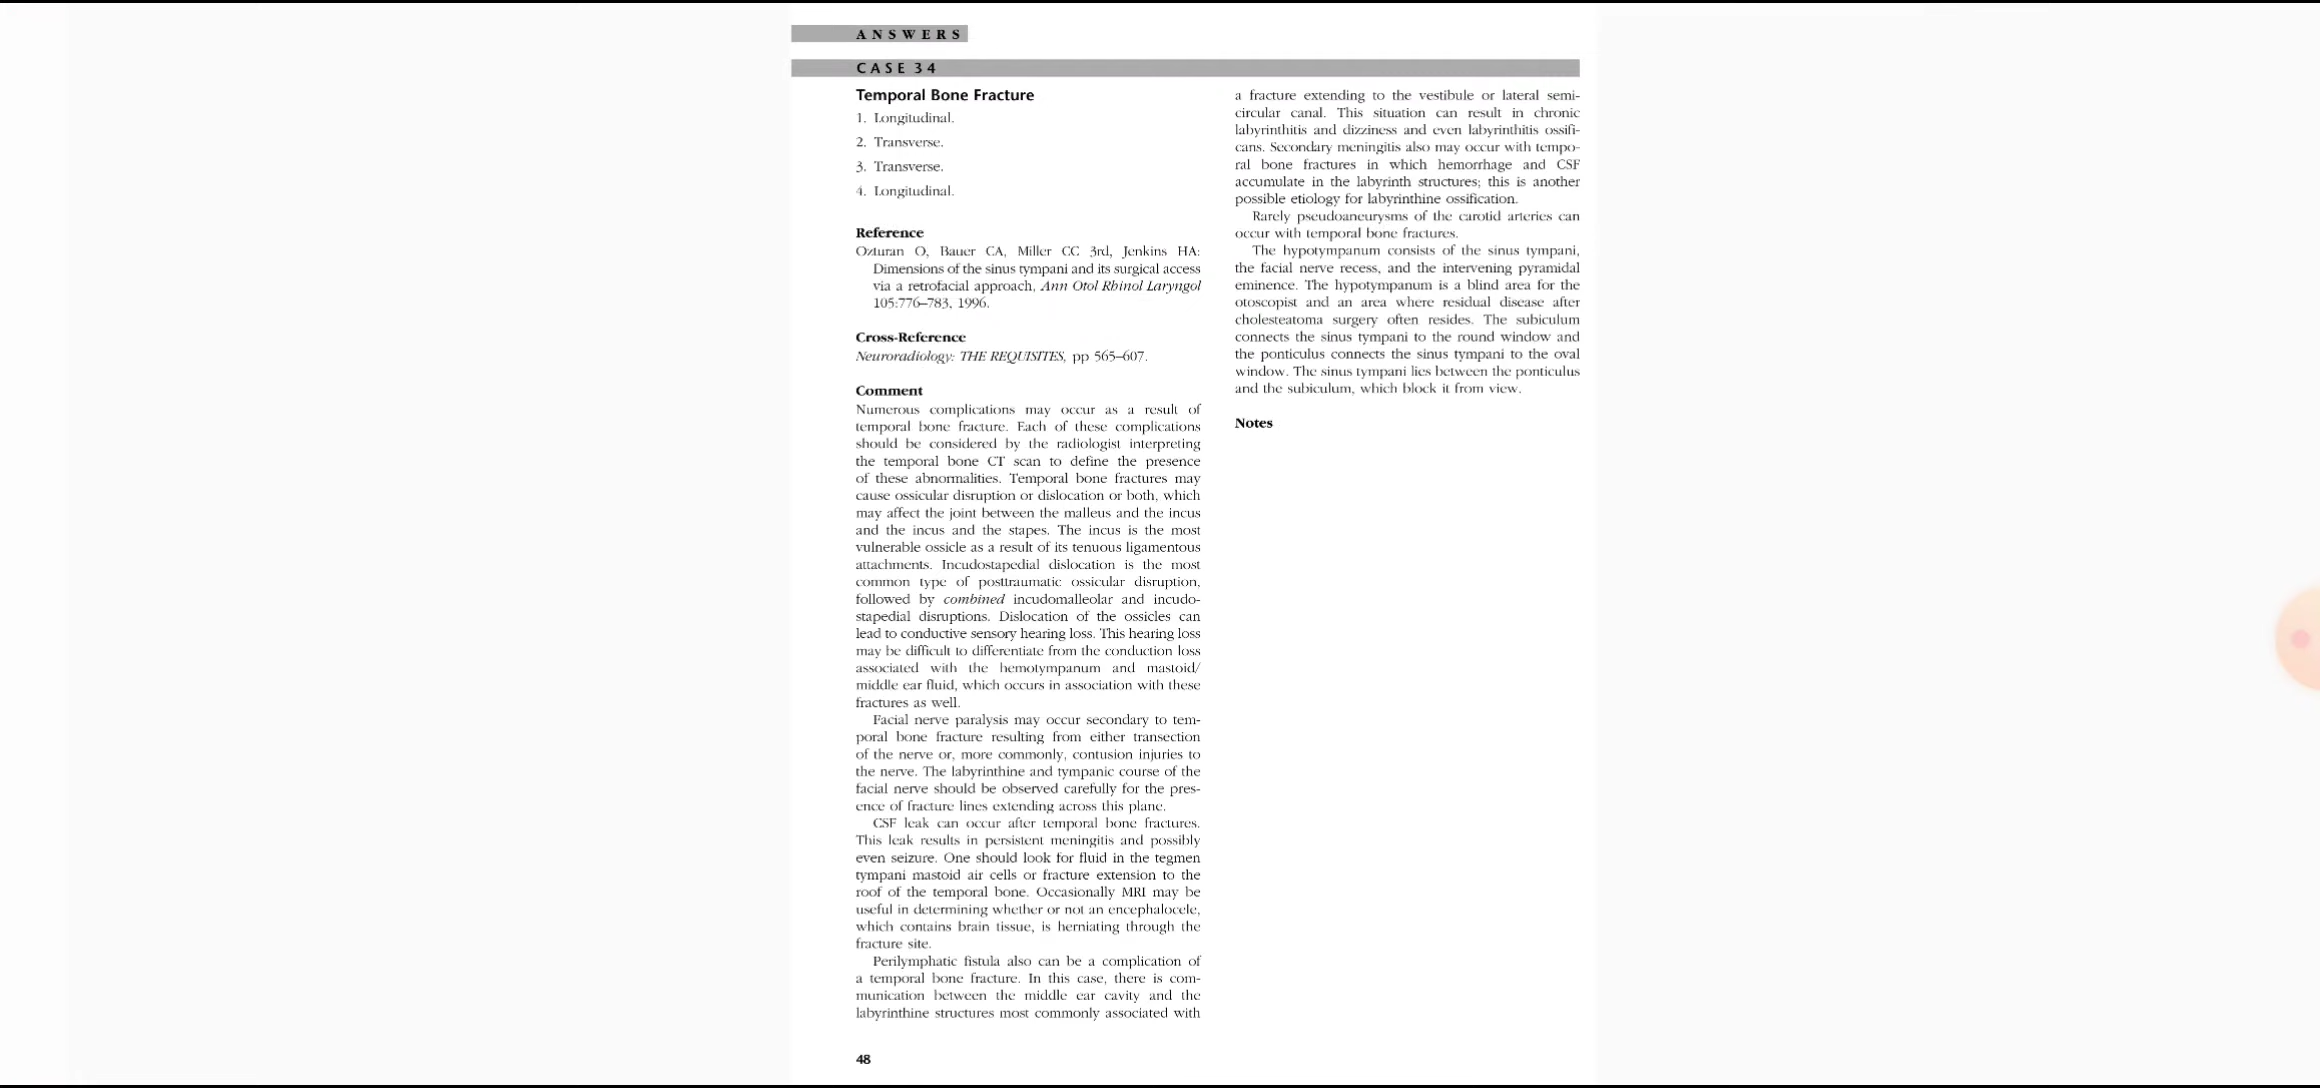 ANSWERS
CASE 34
Temporal Bone Fracture
1. Longitudinal.
2. Transverse.
3. Transverse.
4. Longitudinal.
Reference
Ozturan O, Bauer CA, Miller CC 3rd, Jenkins HA:
Dimensions of the sinus tympani and its surgical access
via a retrofacial approach, Ann Otol Rhinol Laryngol
105:776–783, 1996.
Cross-Reference
Neuroradiology: THE REQUISITES, pp 565–607.
Comment
Numerous complications may occur as a result of
temporal bone fracture. Each of these complications
should be considered by the radiologist interpreting
the temporal bone CT scan to define the presence
of these abnormalities. Temporal bone fractures may
cause ossicular disruption or dislocation or both, which
may affect the joint between the malleus and the incus
and the incus and the stapes. The incus is the most
vulnerable ossicle as a result of its tenuous ligamentous
attachments. Incudostapedial dislocation is the most
common type of posttraumatic ossicular disruption,
followed by combined incudomalleolar and incudo-
stapedial disruptions. Dislocation of the ossicles can
lead to conductive sensory hearing loss. This hearing loss
may be difficult to differentiate from the conduction loss
associated with the hemotympanum and mastoid/
middle ear fluid, which occurs in association with these
fractures as well.
Facial nerve paralysis may occur secondary to tem-
poral bone fracture resulting from either transection
of the nerve or, more commonly, contusion injuries to
the nerve. The labyrinthine and tympanic course of the
facial nerve should be observed carefully for the pres-
ence of fracture lines extending across this plane.
CSF leak can occur after temporal bone fractures.
This leak results in persistent meningitis and possibly
even seizure. One should look for fluid in the tegmen
tympani mastoid air cells or fracture extension to the
roof of the temporal bone. Occasionally MRI may be
useful in determining whether or not an encephalocele,
which contains brain tissue, is herniating through the
fracture site.
Perilymphatic fistula also can be a complication of
a temporal bone fracture. In this case, there is com-
munication between the middle ear cavity and the
labyrinthine structures most commonly associated with
a fracture extending to the vestibule or lateral semi-
circular canal. This situation can result in chronic
labyrinthitis and dizziness and even labyrinthitis ossifi-
cans. Secondary meningitis also may occur with tempo-
ral bone fractures in which hemorrhage and CSF
accumulate in the labyrinth structures; this is another
possible etiology for labyrinthine ossification.
Rarely pseudoaneurysms of the carotid arteries can
occur with temporal bone fractures.
The hypotympanum consists of the sinus tympani,
the facial nerve recess, and the intervening pyramidal
eminence. The hypotympanum is a blind area for the
otoscopist and an area where residual disease after
cholesteatoma surgery often resides. The subiculum
connects the sinus tympani to the round window and
the ponticulus connects the sinus tympani to the oval
window. The sinus tympani lies between the ponticulus
and the subiculum, which block it from view.
Notes
48